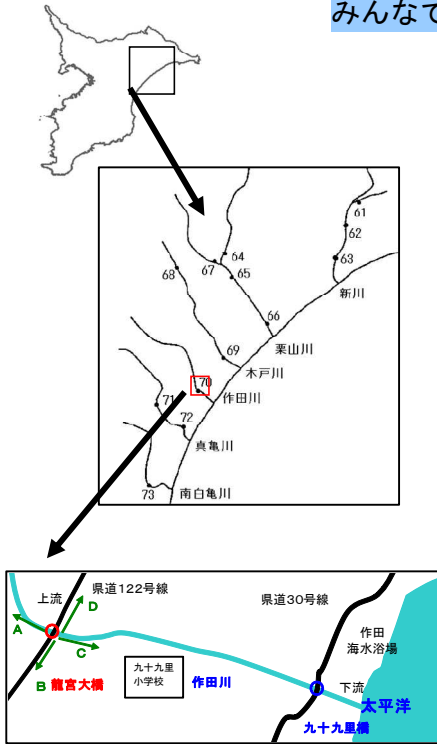 みんなで
61
62
63
64
67
65
68
新川
66
栗山川
69
木戸川
70
作田川
71
72
真亀川
73
南白亀川
県道122号線
上流
D
県道30号線
A
作田
海水浴場
C
九十九里
小学校
B
龍宮大橋
作田川
下流
太平洋
九十九里橋